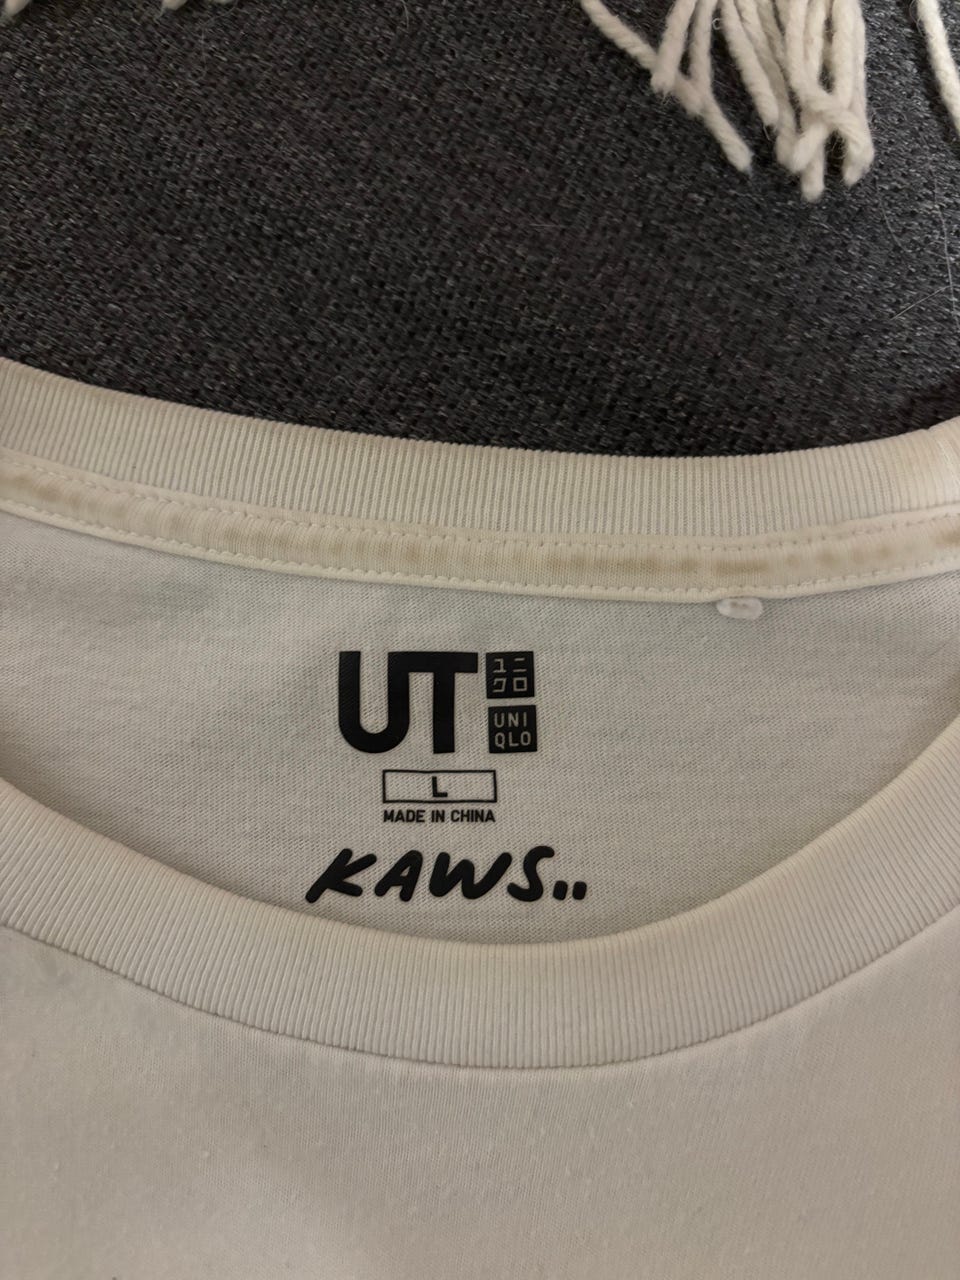 UT
ユニ
クロ
UNI
QLO
L
MADE IN CHINA
KAWS..